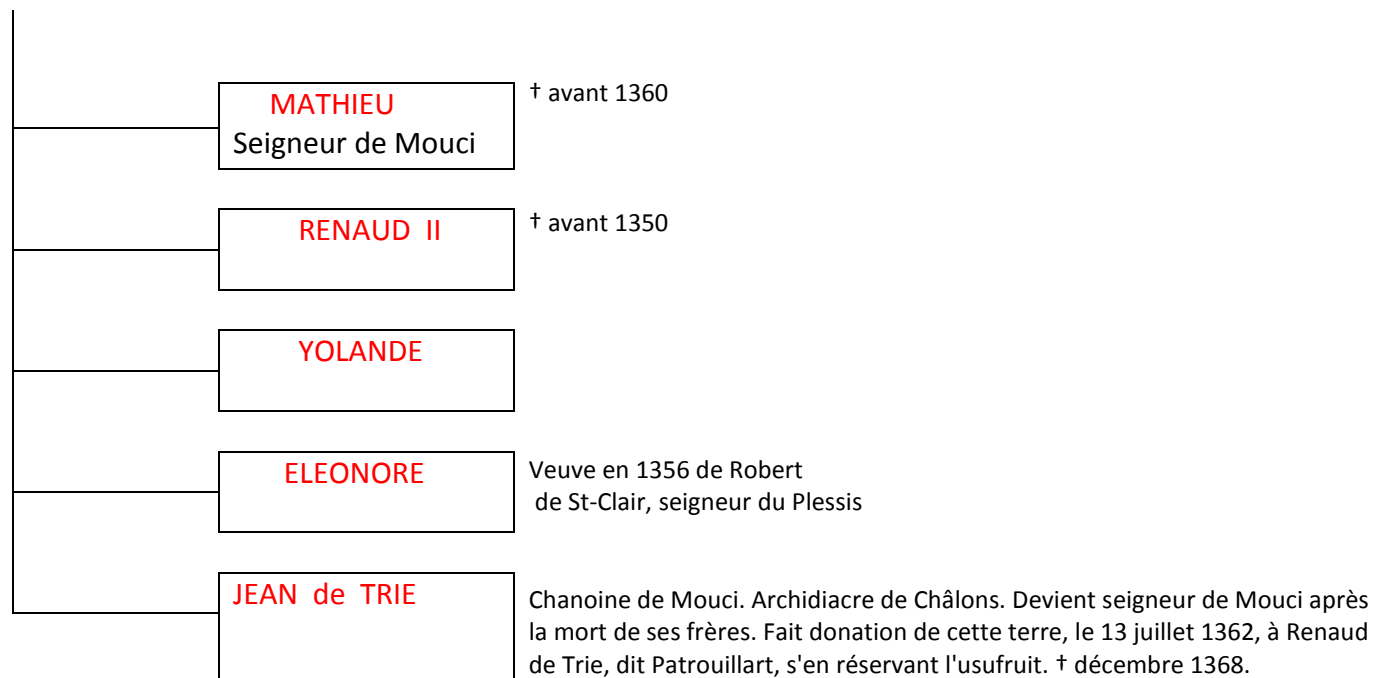 MATHIEU
Seigneur de Mouci
† avant 1360
RENAUD II
† avant 1350
YOLANDE
ELEONORE
Veuve en 1356 de Robert
de St-Clair, seigneur du Plessis
JEAN de TRIE
Chanoine de Mouci. Archidiacre de Châlons. Devient seigneur de Mouci après
la mort de ses frères. Fait donation de cette terre, le 13 juillet 1362, à Renaud
de Trie, dit Patrouillart, s'en réservant l'usufruit. † décembre 1368.